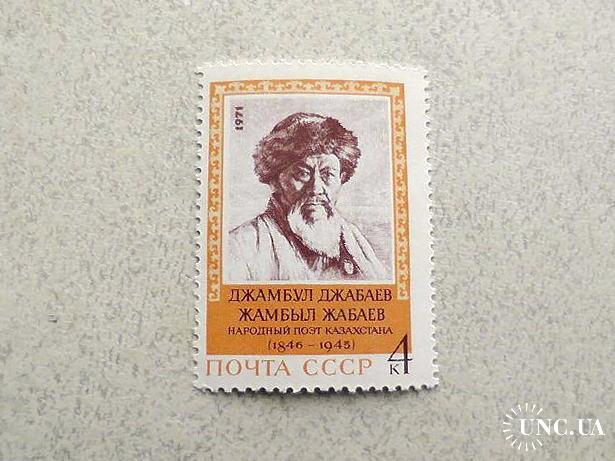 1971
ДЖАМБУЛ ДЖАБАЕВ
ЖАМБЫЛ ЖАБАЕВ
НАРОДНЫЙ ПОЭТ КАЗАХСТАНА
(1846 – 1945)
ПОЧТА СССР 4 К
UNC.UA